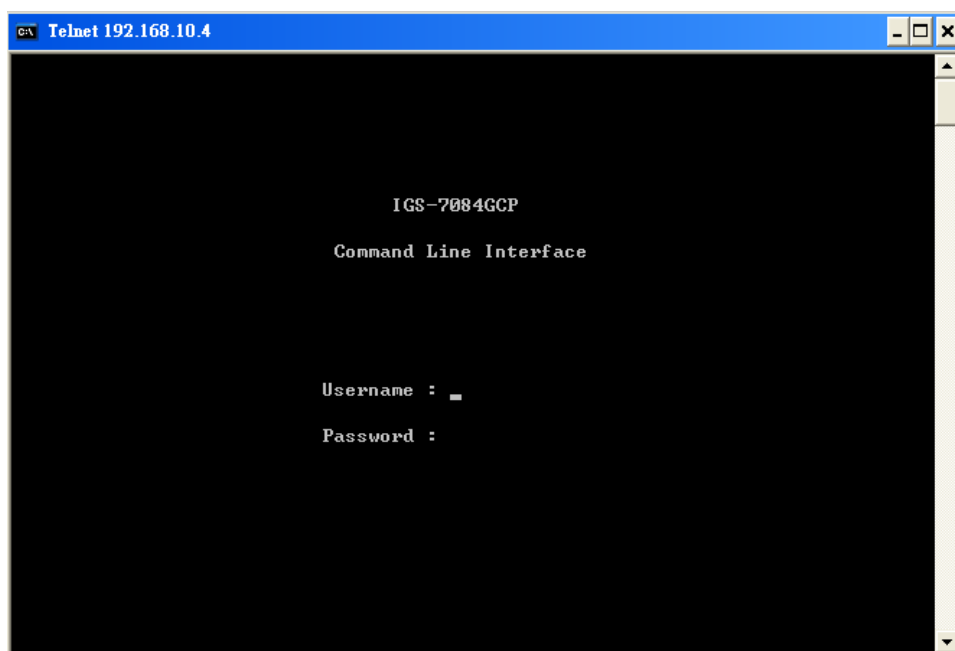 C:\ Telnet 192.168.10.4
IGS-7084GCP
Command Line Interface
Username : _
Password :